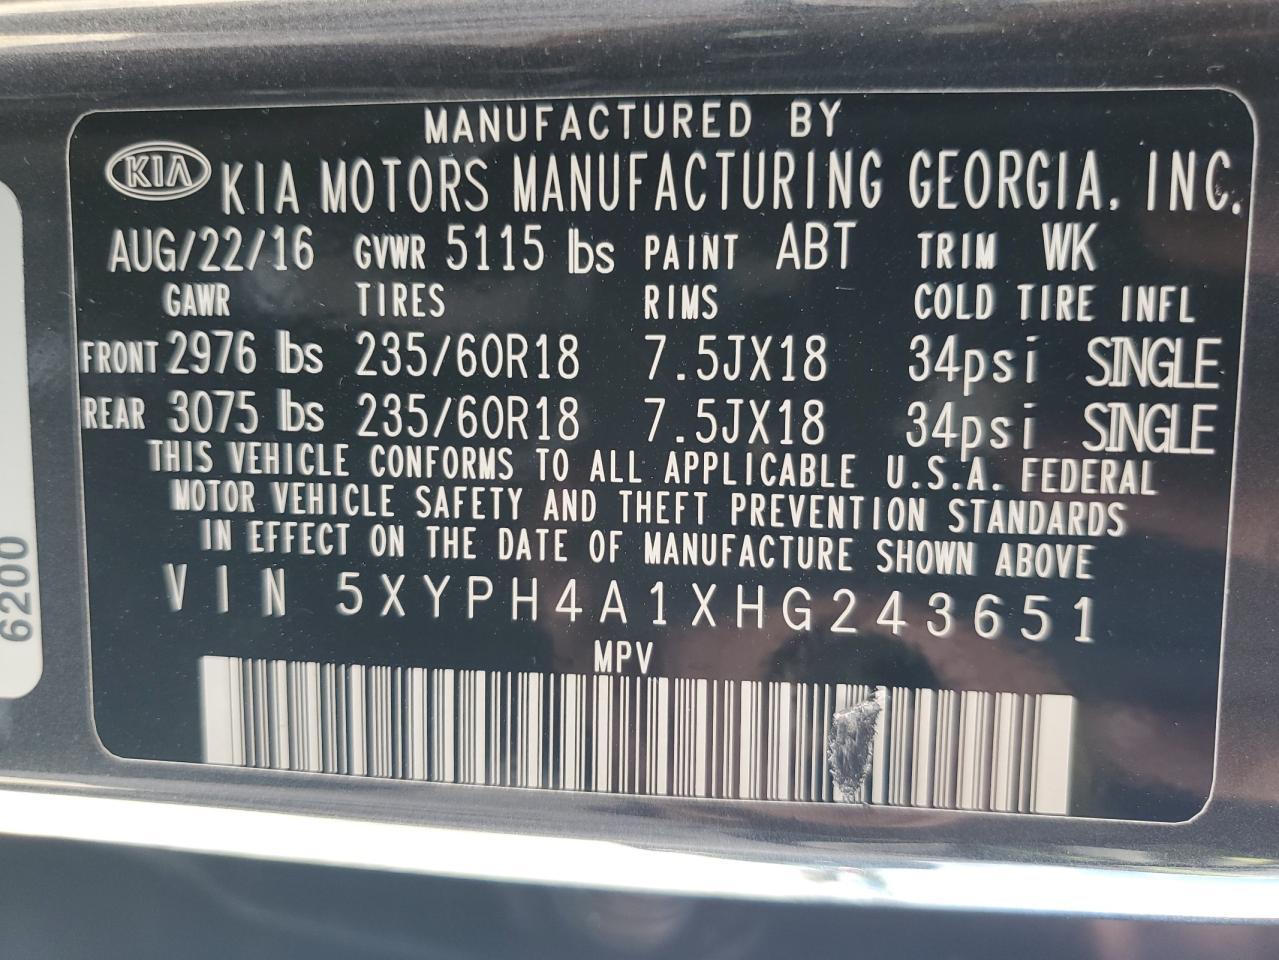 MANUFACTURED BY
KIA KIA MOTORS MANUFACTURING GEORGIA, INC.
AUG/22/16 GVWR 5115 lbs PAINT ABT TRIM WK
GAWR TIRES RIMS COLD TIRE INFL
FRONT 2976 lbs 235/60R18 7.5JX18 34psi SINGLE
REAR 3075 lbs 235/60R18 7.5JX18 34psi SINGLE
THIS VEHICLE CONFORMS TO ALL APPLICABLE U.S.A. FEDERAL
MOTOR VEHICLE SAFETY AND THEFT PREVENTION STANDARDS
IN EFFECT ON THE DATE OF MANUFACTURE SHOWN ABOVE
VIN 5XYPH4A1XHG243651
MPV
6200